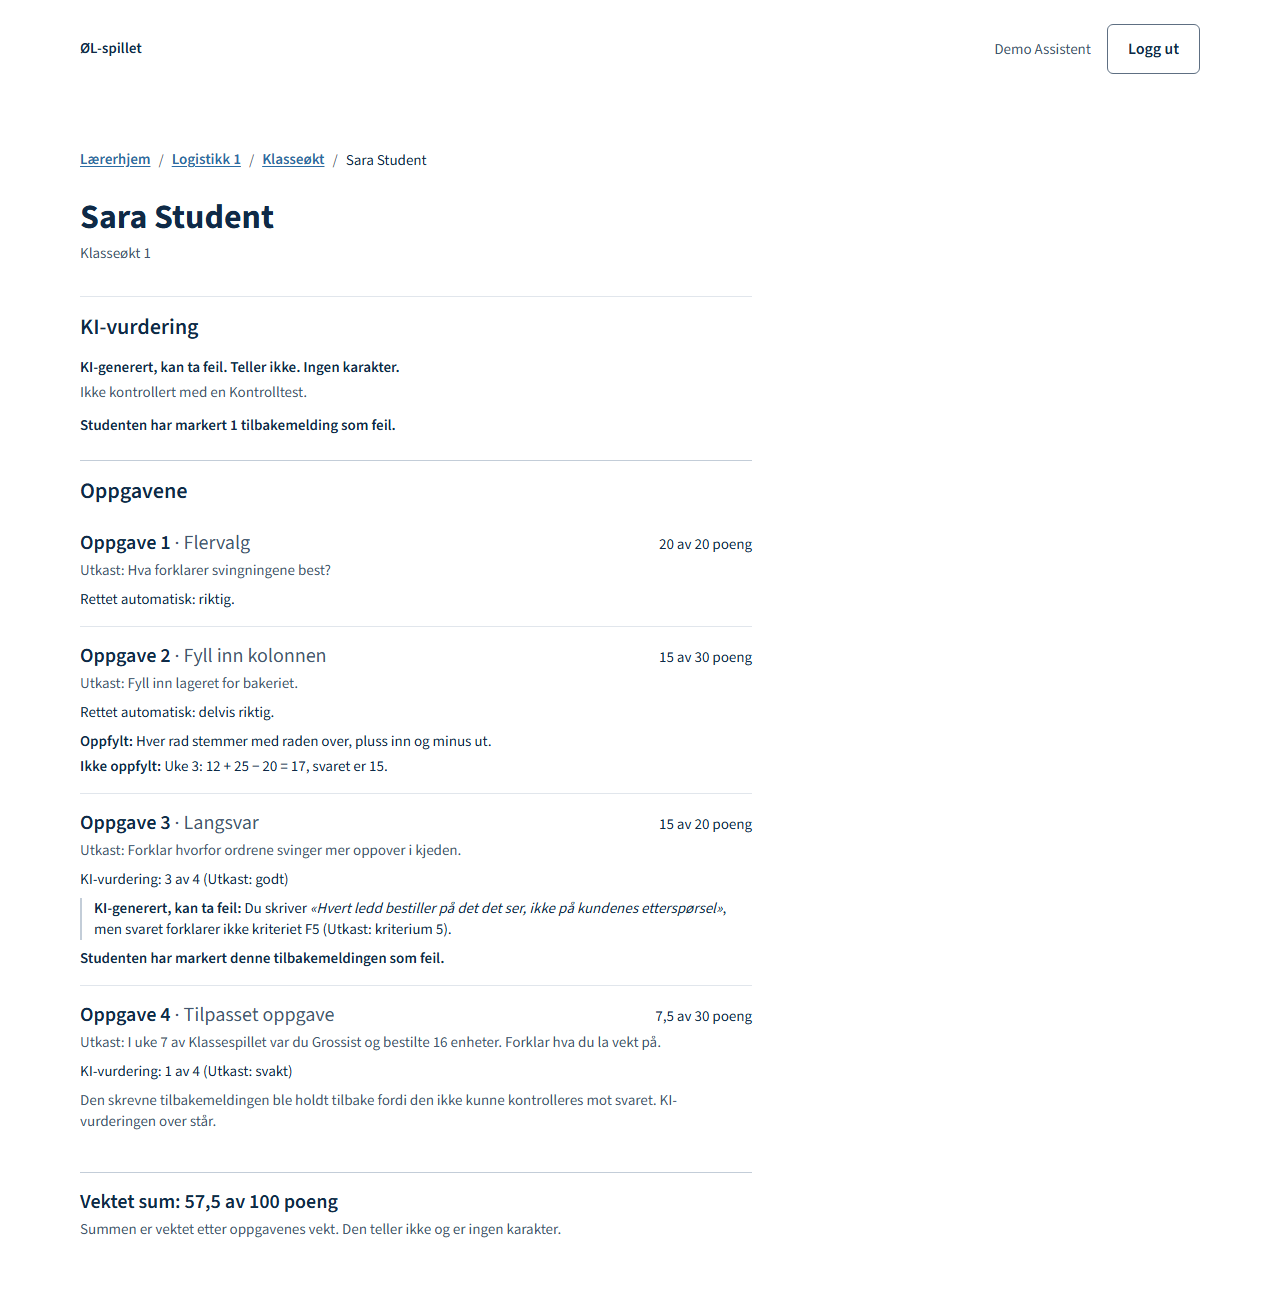 ØL-spillet
Demo Assistent
Logg ut
Lærerhjem / Logistikk 1 / Klasseøkt / Sara Student
Sara Student
Klasseøkt 1
KI-vurdering
KI-generert, kan ta feil. Teller ikke. Ingen karakter.
Ikke kontrollert med en Kontrolltest.
Studenten har markert 1 tilbakemelding som feil.
Oppgavene
Oppgave 1 · Flervalg
20 av 20 poeng
Utkast: Hva forklarer svingningene best?
Rettet automatisk: riktig.
Oppgave 2 · Fyll inn kolonnen
15 av 30 poeng
Utkast: Fyll inn lageret for bakeriet.
Rettet automatisk: delvis riktig.
Oppfylt: Hver rad stemmer med raden over, pluss inn og minus ut.
Ikke oppfylt: Uke 3: 12 + 25 − 20 = 17, svaret er 15.
Oppgave 3 · Langsvar
15 av 20 poeng
Utkast: Forklar hvorfor ordrene svinger mer oppover i kjeden.
KI-vurdering: 3 av 4 (Utkast: godt)
KI-generert, kan ta feil: Du skriver «Hvert ledd bestiller på det det ser, ikke på kundenes etterspørsel»,
men svaret forklarer ikke kriteriet F5 (Utkast: kriterium 5).
Studenten har markert denne tilbakemeldingen som feil.
Oppgave 4 · Tilpasset oppgave
7,5 av 30 poeng
Utkast: I uke 7 av Klassespillet var du Grossist og bestilte 16 enheter. Forklar hva du la vekt på.
KI-vurdering: 1 av 4 (Utkast: svakt)
Den skrevne tilbakemeldingen ble holdt tilbake fordi den ikke kunne kontrolleres mot svaret. KI-
vurderingen over står.
Vektet sum: 57,5 av 100 poeng
Summen er vektet etter oppgavenes vekt. Den teller ikke og er ingen karakter.